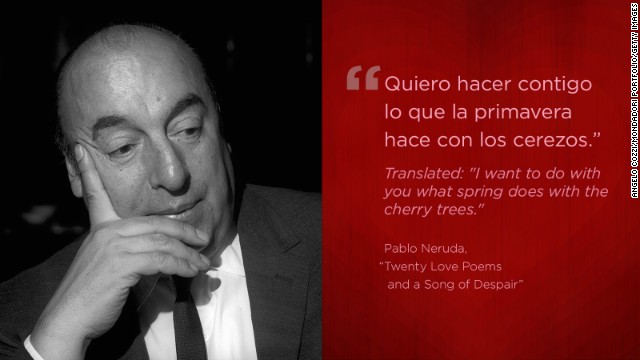 “Quiero hacer contigo
lo que la primavera
hace con los cerezos.”
Translated: "I want to do with
you what spring does with the
cherry trees."
Pablo Neruda,
“Twenty Love Poems
and a Song of Despair”
ANGELO COZZI/MONDADORI PORTFOLIO/GETTY IMAGES